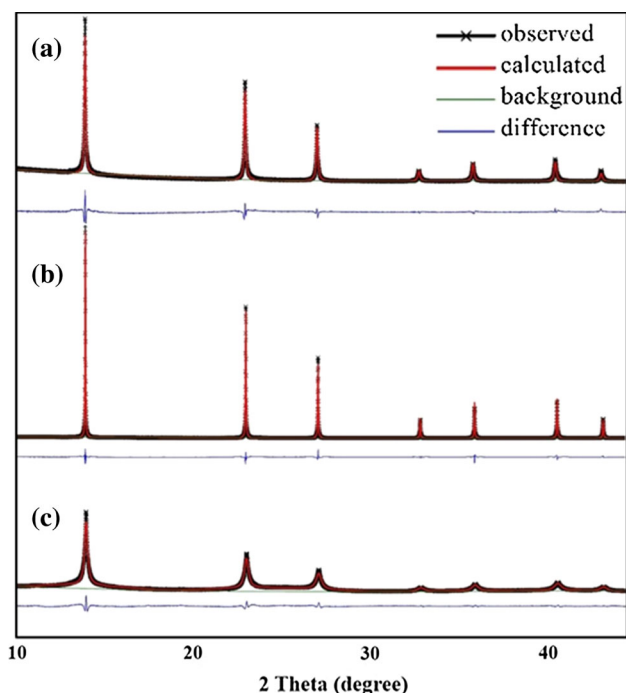 (a)
observed
calculated
background
difference
(b)
(c)
10 20 30 40
2 Theta (degree)